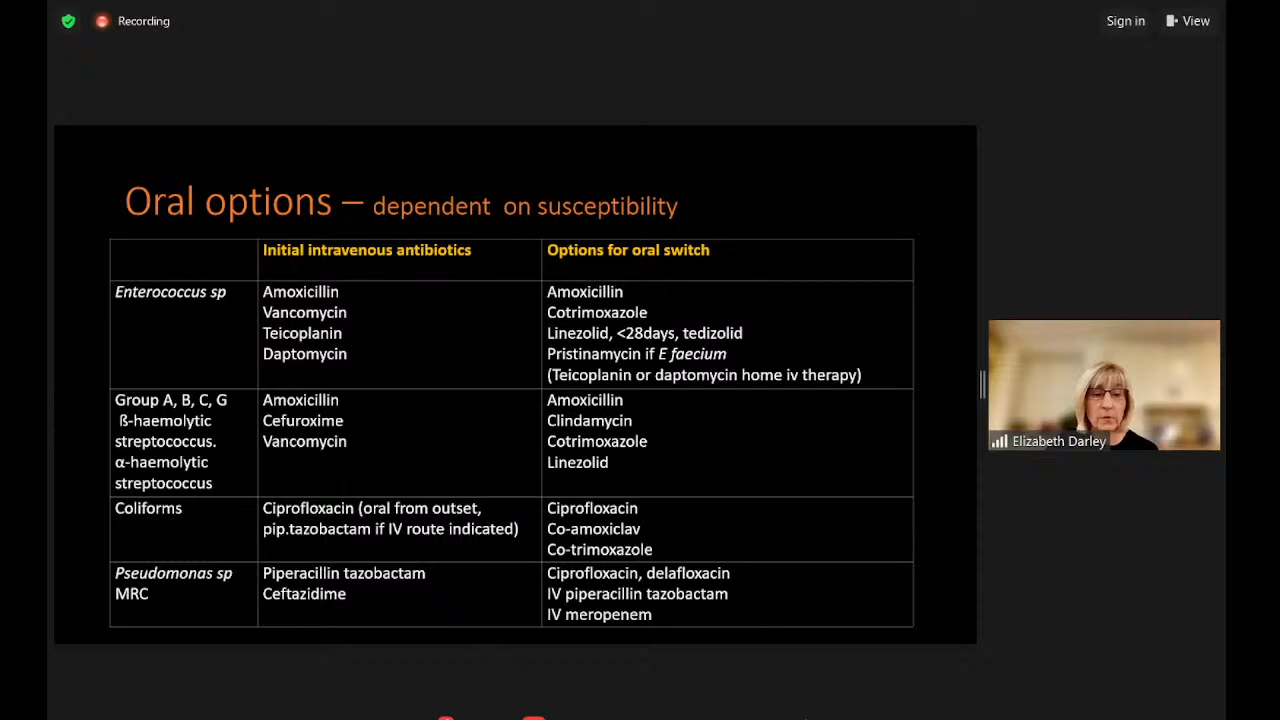 Recording
Sign in
View
Oral options – dependent on susceptibility
Initial intravenous antibiotics
Options for oral switch
Enterococcus sp
Amoxicillin
Vancomycin
Teicoplanin
Daptomycin
Amoxicillin
Cotrimoxazole
Linezolid, <28days, tedizolid
Pristinamycin if E faecium
(Teicoplanin or daptomycin home iv therapy)
Group A, B, C, G
ß-haemolytic
streptococcus.
α-haemolytic
streptococcus
Amoxicillin
Cefuroxime
Vancomycin
Amoxicillin
Clindamycin
Cotrimoxazole
Linezolid
Coliforms
Ciprofloxacin (oral from outset,
pip.tazobactam if IV route indicated)
Ciprofloxacin
Co-amoxiclav
Co-trimoxazole
Pseudomonas sp
MRC
Piperacillin tazobactam
Ceftazidime
Ciprofloxacin, delafloxacin
IV piperacillin tazobactam
IV meropenem
Elizabeth Darley